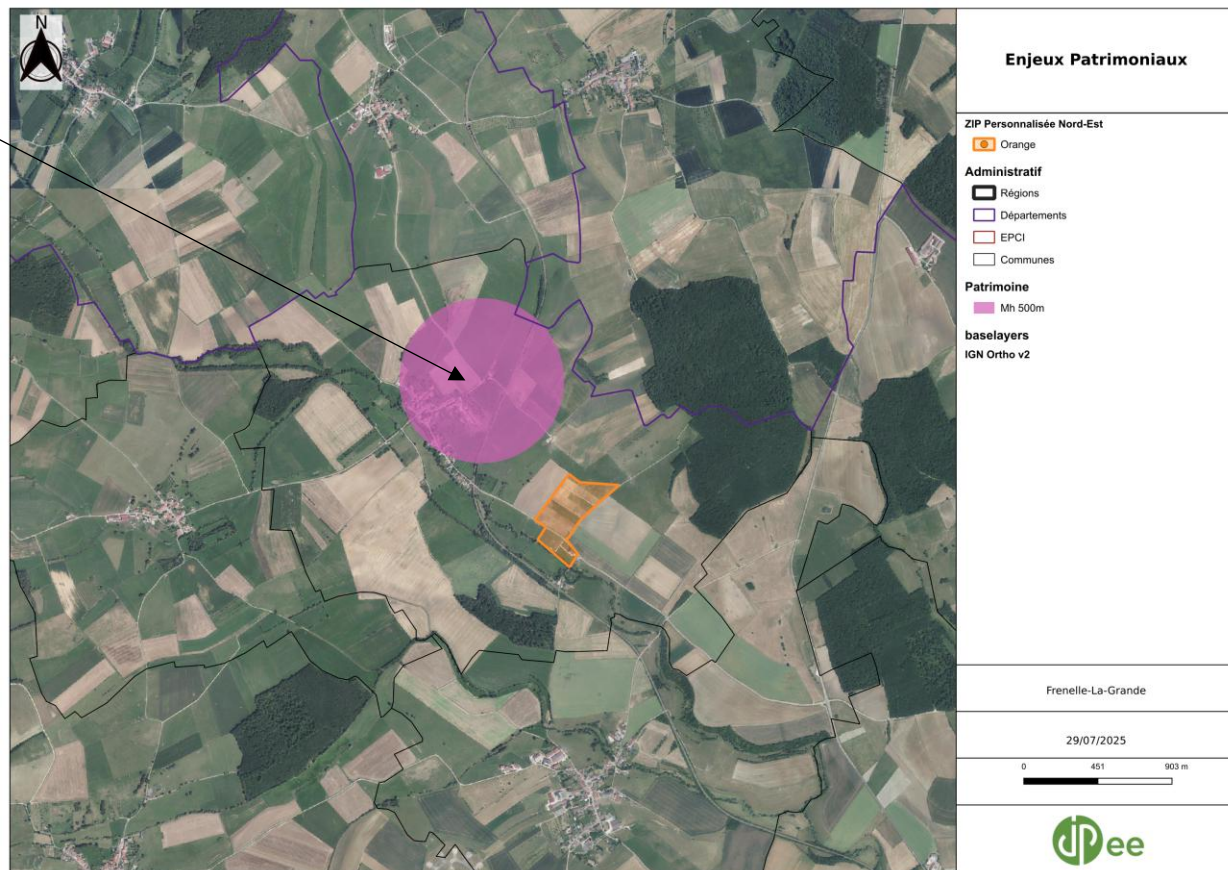 N
Enjeux Patrimoniaux
ZIP Personnalisée Nord-Est
Orange
Administratif
Régions
Départements
EPCI
Communes
Patrimoine
Mh 500m
baselayers
IGN Ortho v2
Frenelle-La-Grande
29/07/2025
0 451 903 m
JPee